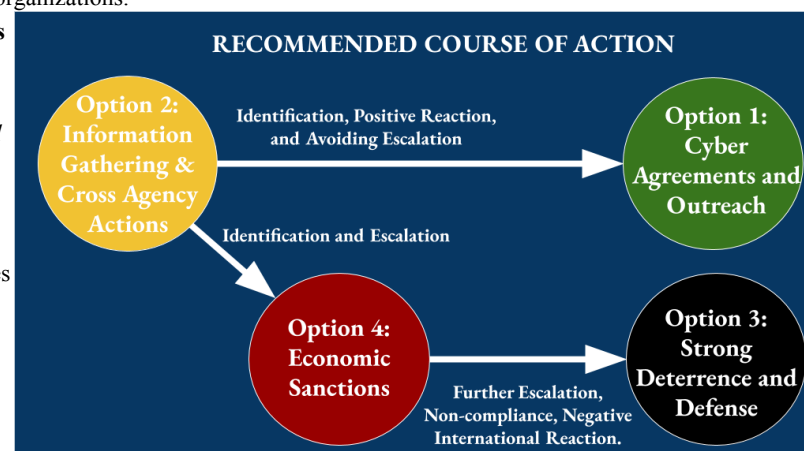 organizations.
s
es
RECOMMENDED COURSE OF ACTION
Option 2:
Information
Gathering &
Cross Agency
Actions
Identification, Positive Reaction,
and Avoiding Escalation
Option 1:
Cyber
Agreements and
Outreach
Identification and Escalation
Option 4:
Economic
Sanctions
Further Escalation,
Non-compliance, Negative
International Reaction.
Option 3:
Strong
Deterrence and
Defense